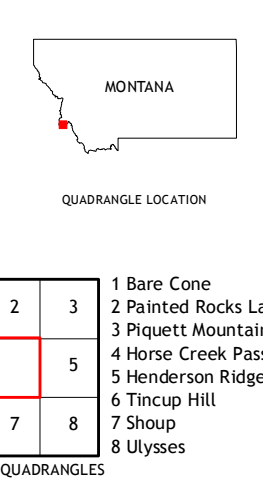 MONTANA
QUADRANGLE LOCATION
2 3
5
7 8
1 Bare Cone
2 Painted Rocks La
3 Piquett Mountain
4 Horse Creek Pass
5 Henderson Ridge
6 Tincup Hill
7 Shoup
8 Ulysses
QUADRANGLES